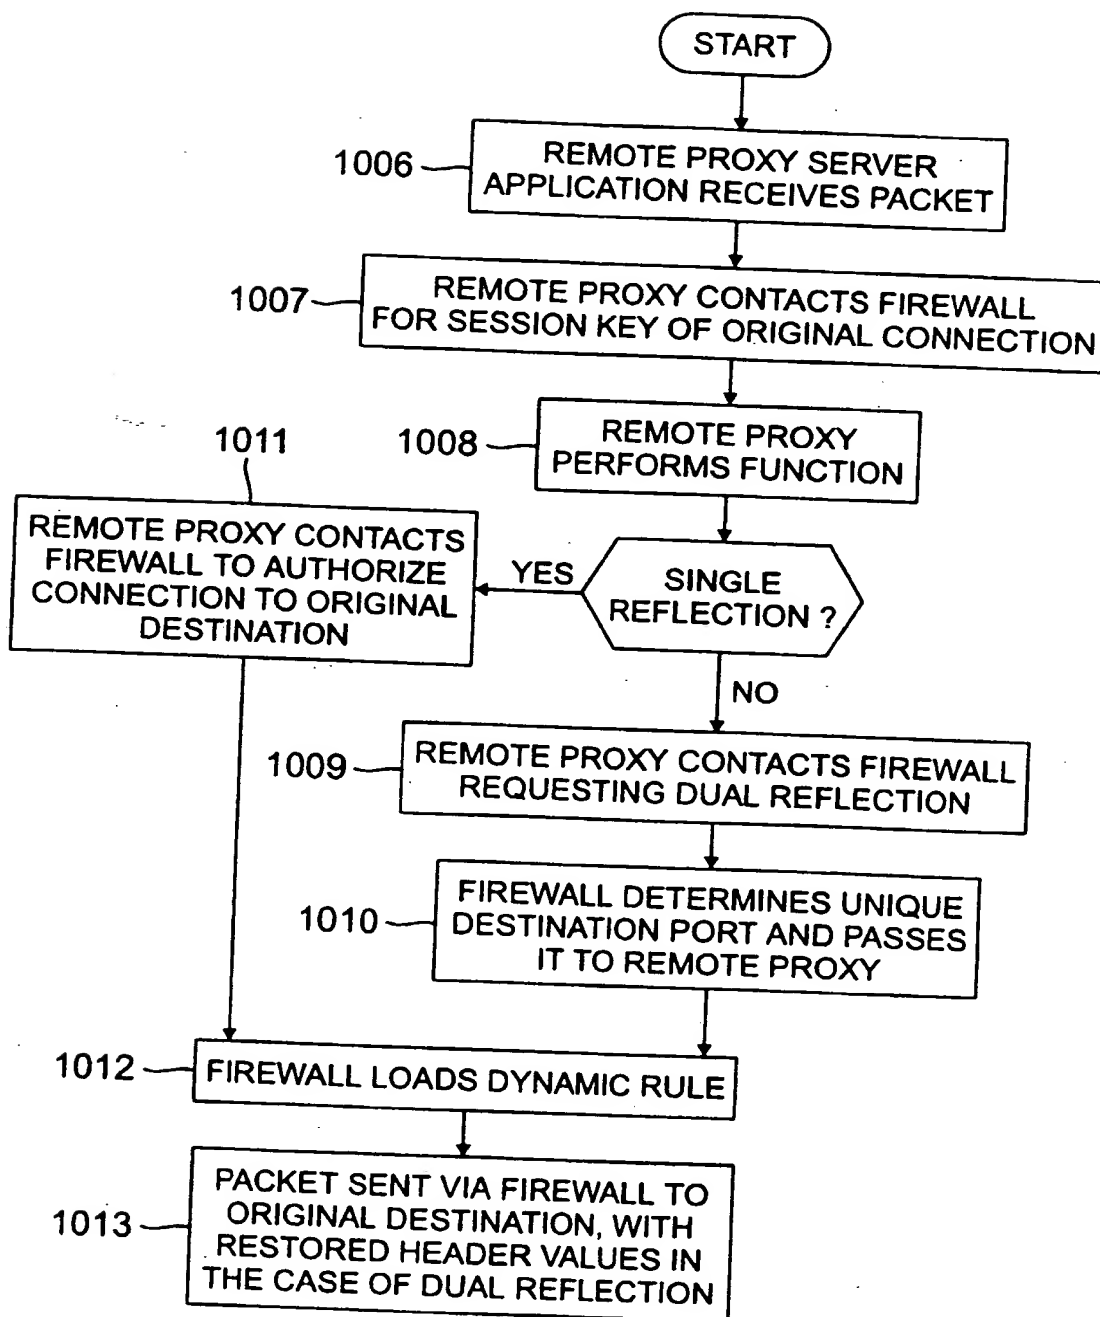 START
1006
REMOTE PROXY SERVER
APPLICATION RECEIVES PACKET
1007
REMOTE PROXY CONTACTS FIREWALL
FOR SESSION KEY OF ORIGINAL CONNECTION
1008
REMOTE PROXY
PERFORMS FUNCTION
SINGLE
REFLECTION ?
YES
1011
REMOTE PROXY CONTACTS
FIREWALL TO AUTHORIZE
CONNECTION TO ORIGINAL
DESTINATION
NO
1009
REMOTE PROXY CONTACTS FIREWALL
REQUESTING DUAL REFLECTION
1010
FIREWALL DETERMINES UNIQUE
DESTINATION PORT AND PASSES
IT TO REMOTE PROXY
1012
FIREWALL LOADS DYNAMIC RULE
1013
PACKET SENT VIA FIREWALL TO
ORIGINAL DESTINATION, WITH
RESTORED HEADER VALUES IN
THE CASE OF DUAL REFLECTION